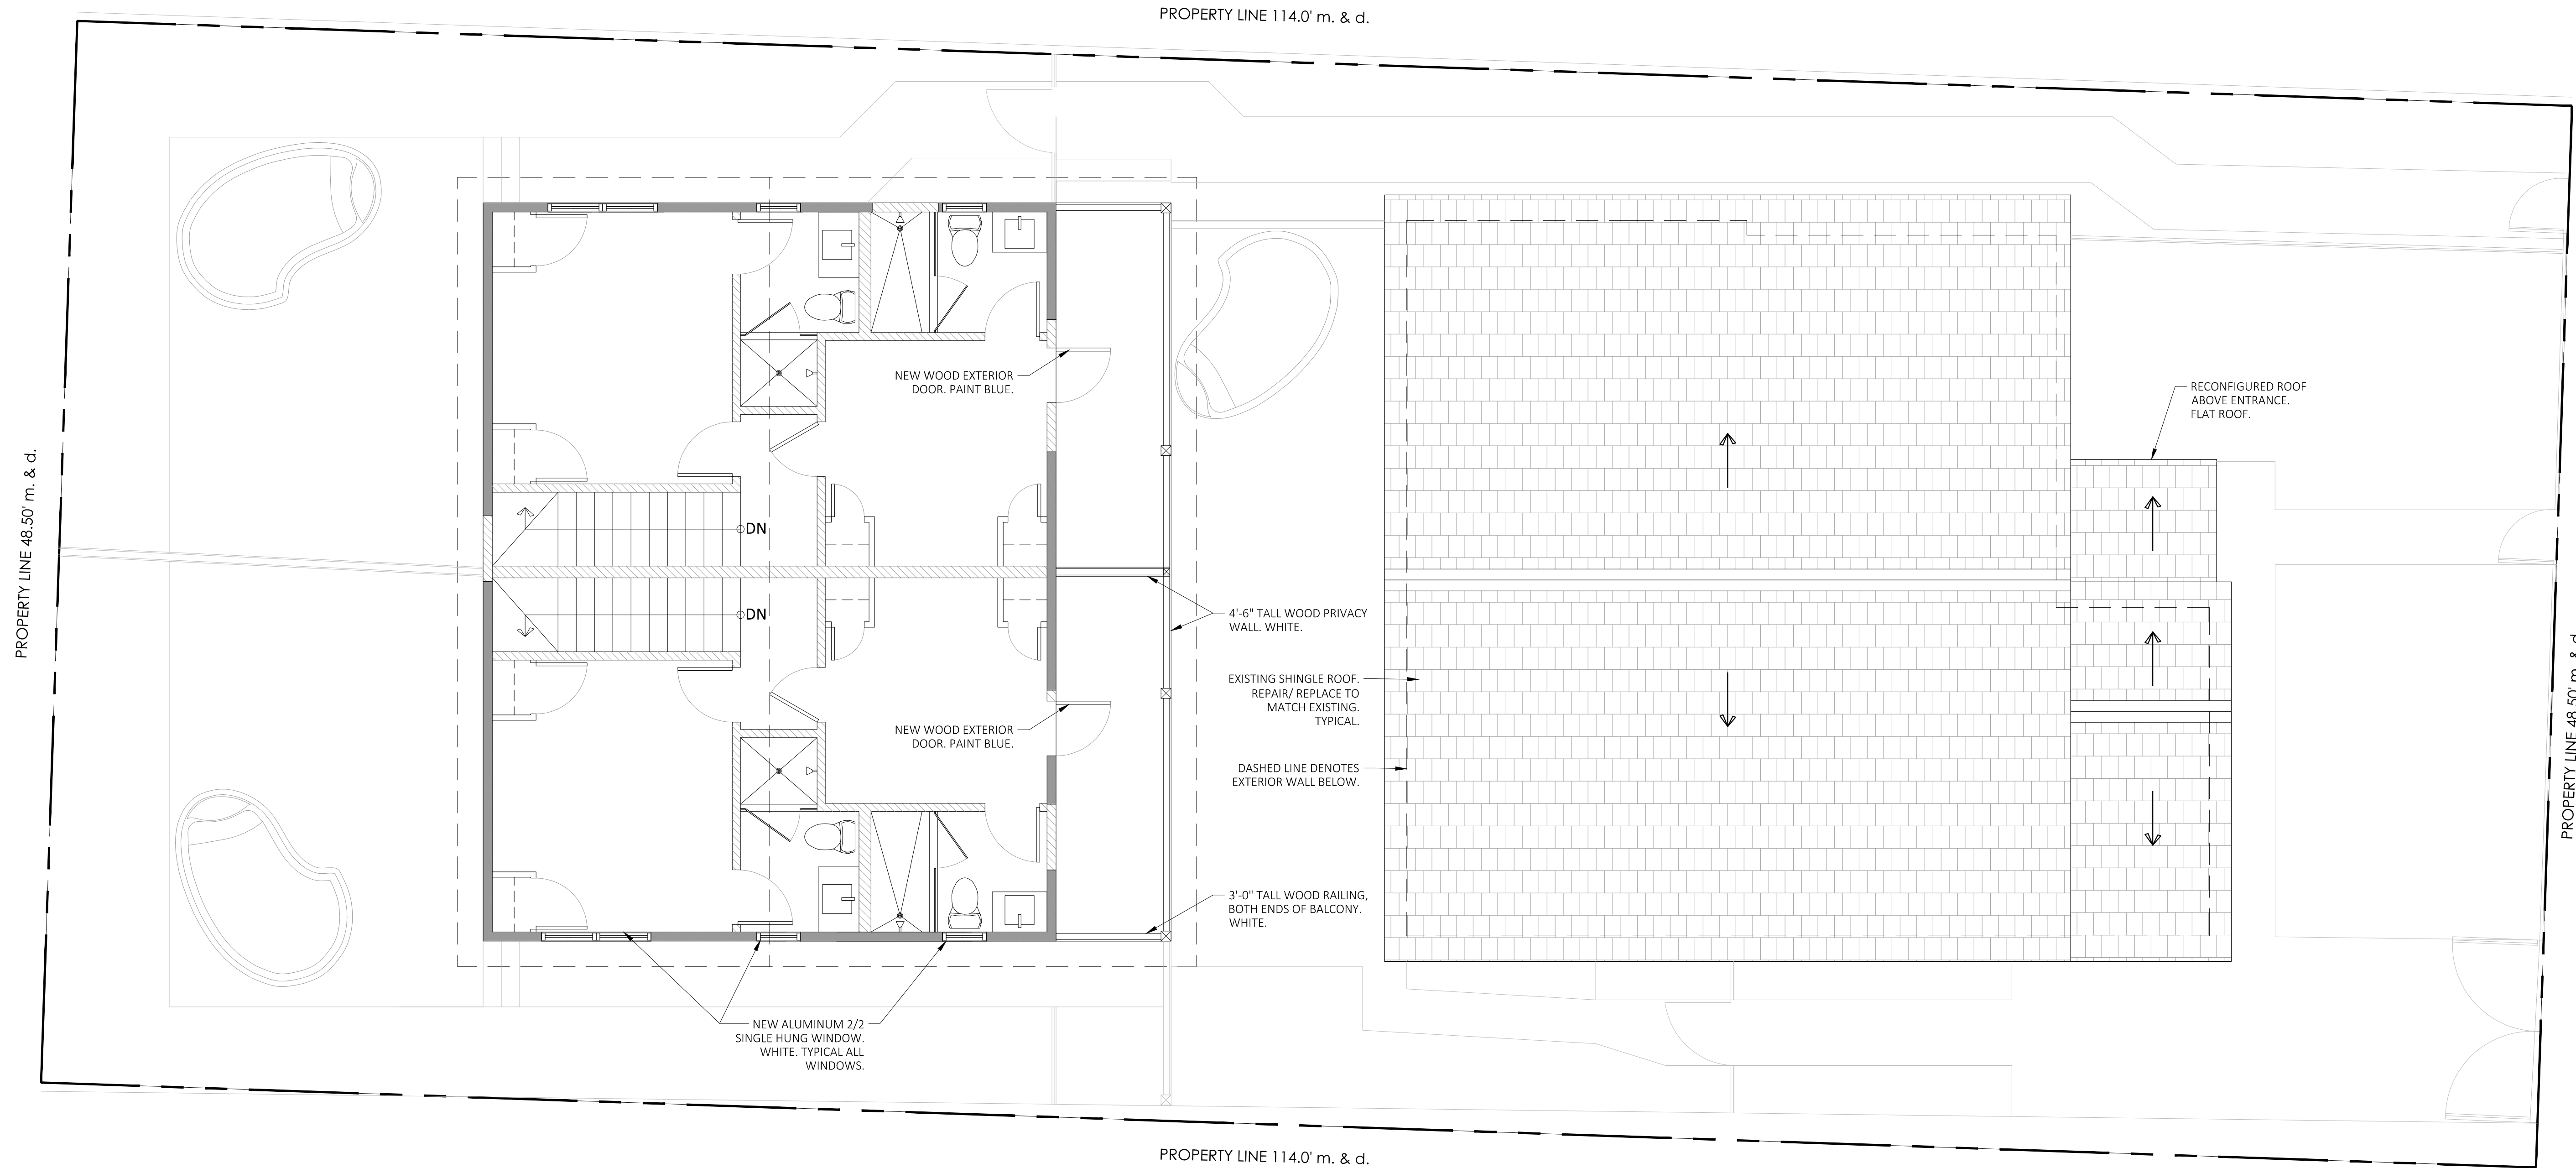 PROPERTY LINE 114.0' m. & d.
PROPERTY LINE 48.50' m. & d.
NEW WOOD EXTERIOR
DOOR. PAINT BLUE.
RECONFIGURED ROOF
ABOVE ENTRANCE.
FLAT ROOF.
DN
DN
4'-6" TALL WOOD PRIVACY
WALL. WHITE.
EXISTING SHINGLE ROOF.
REPAIR/ REPLACE TO
MATCH EXISTING.
TYPICAL.
NEW WOOD EXTERIOR
DOOR. PAINT BLUE.
DASHED LINE DENOTES
EXTERIOR WALL BELOW.
PROPERTY LINE 48.50' m. & d.
3'-0" TALL WOOD RAILING,
BOTH ENDS OF BALCONY.
WHITE.
NEW ALUMINUM 2/2
SINGLE HUNG WINDOW.
WHITE. TYPICAL ALL
WINDOWS.
PROPERTY LINE 114.0' m. & d.